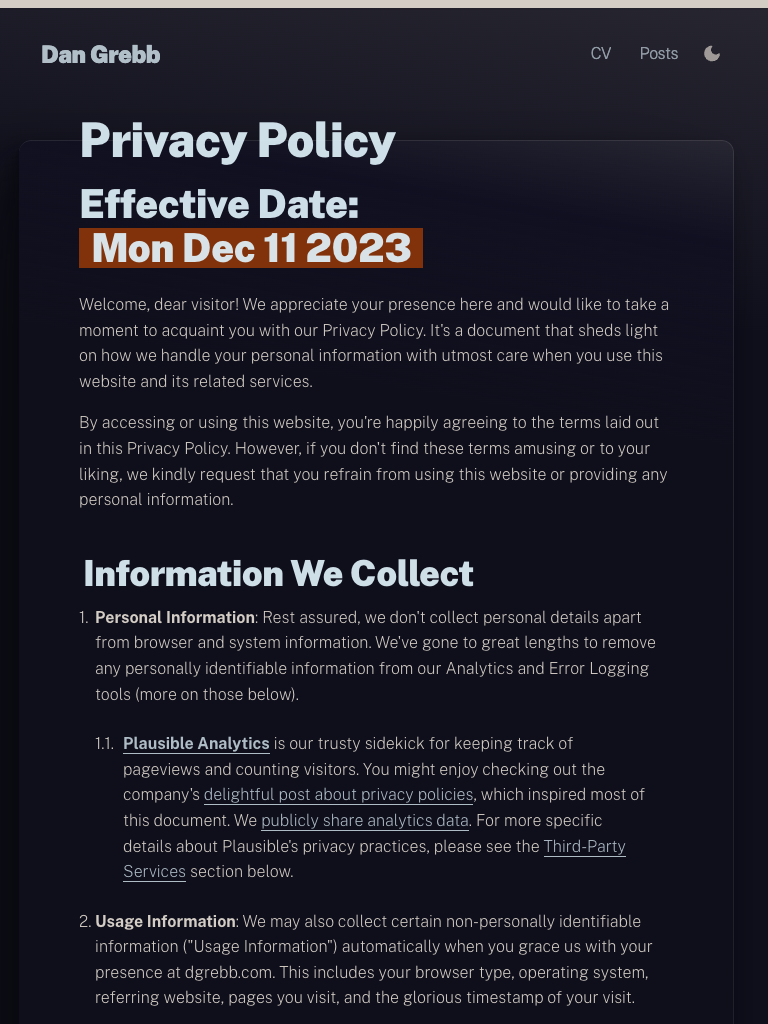 Dan Grebb
CV Posts
Privacy Policy
Effective Date:
Mon Dec 11 2023
Welcome, dear visitor! We appreciate your presence here and would like to take a
moment to acquaint you with our Privacy Policy. It's a document that sheds light
on how we handle your personal information with utmost care when you use this
website and its related services.
By accessing or using this website, you're happily agreeing to the terms laid out
in this Privacy Policy. However, if you don't find these terms amusing or to your
liking, we kindly request that you refrain from using this website or providing any
personal information.
Information We Collect
1. Personal Information: Rest assured, we don't collect personal details apart
from browser and system information. We've gone to great lengths to remove
any personally identifiable information from our Analytics and Error Logging
tools (more on those below).
1.1. Plausible Analytics is our trusty sidekick for keeping track of
pageviews and counting visitors. You might enjoy checking out the
company's delightful post about privacy policies, which inspired most of
this document. We publicly share analytics data. For more specific
details about Plausible's privacy practices, please see the Third-Party
Services section below.
2. Usage Information: We may also collect certain non-personally identifiable
information ("Usage Information") automatically when you grace us with your
presence at dgrebb.com. This includes your browser type, operating system,
referring website, pages you visit, and the glorious timestamp of your visit.